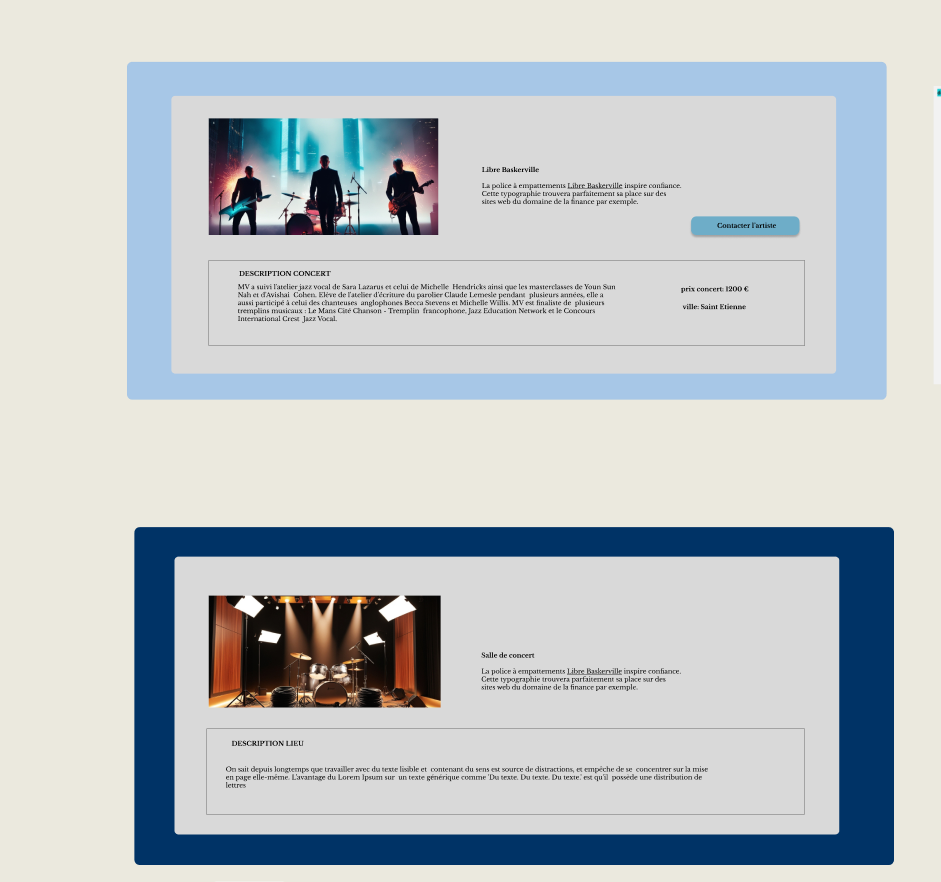 Libre Baskerville
La police à empattements Libre Baskerville inspire confiance.
Cette typographie trouvera parfaitement sa place sur des
sites web du domaine de la finance par exemple.
Contacter l'artiste
DESCRIPTION CONCERT
MV a suivi l'atelier jazz vocal de Sara Lazarus et celui de Michelle Hendricks ainsi que les masterclasses de Youn Sun
Nah et d'Avishai Cohen. Elève de l'atelier d'écriture du parolier Claude Lemesle pendant plusieurs années, elle a
aussi participé à celui des chanteuses anglophones Becca Stevens et Michelle Willis. MV est finaliste de plusieurs
tremplins musicaux : Le Mans Cité Chanson - Tremplin francophone, Jazz Education Network et le Concours
International Crest Jazz Vocal.
prix concert: 1200 €
ville: Saint Etienne
Salle de concert
La police à empattements Libre Baskerville inspire confiance.
Cette typographie trouvera parfaitement sa place sur des
sites web du domaine de la finance par exemple.
DESCRIPTION LIEU
On sait depuis longtemps que travailler avec du texte lisible et contenant du sens est source de distractions, et empêche de se concentrer sur la mise
en page elle-même. L'avantage du Lorem Ipsum sur un texte générique comme 'Du texte. Du texte. Du texte.' est qu'il possède une distribution de
lettres